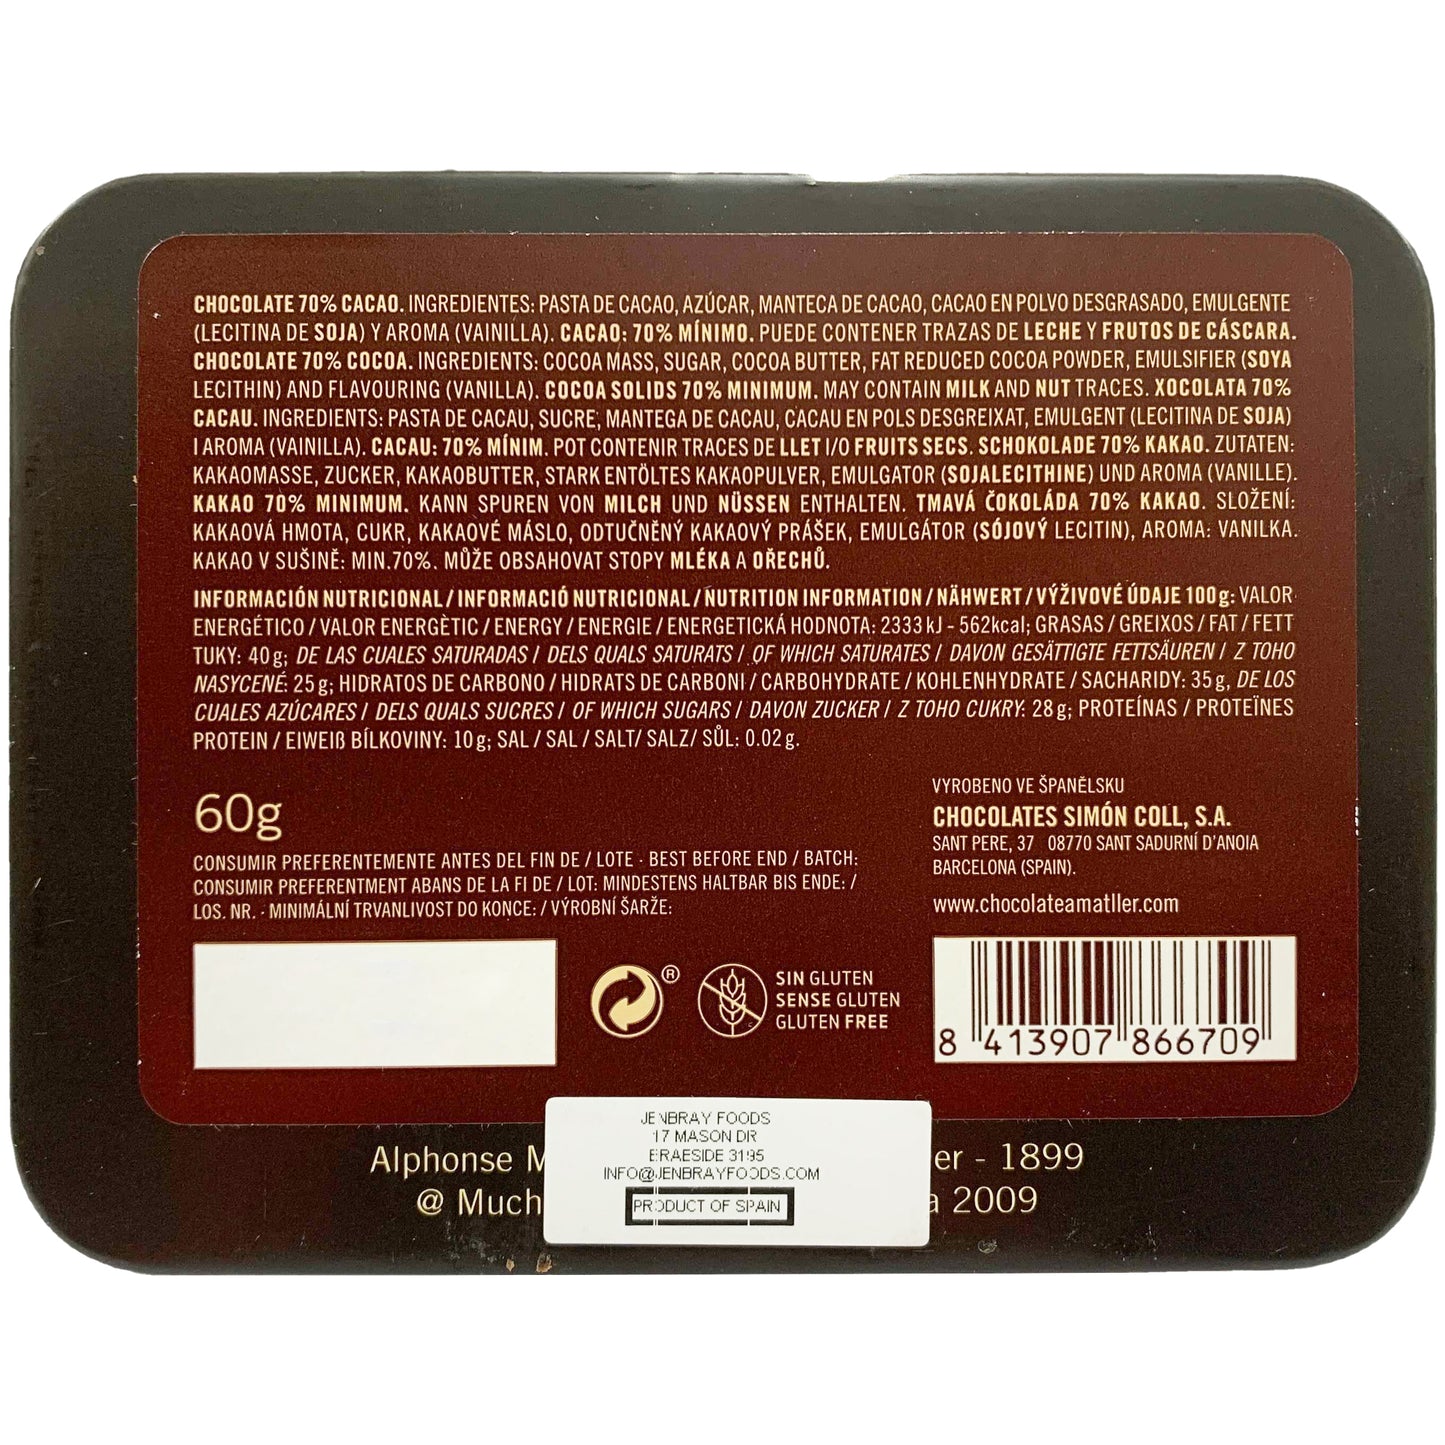 CHOCOLATE 70% CACAO. INGREDIENTES: PASTA DE CACAO, AZÚCAR, MANTECA DE CACAO, CACAO EN POLVO DESGRASADO, EMULGENTE
(LECITINA DE SOJA) Y AROMA (VAINILLA). CACAO: 70% MÍNIMO. PUEDE CONTENER TRAZAS DE LECHE Y FRUTOS DE CÁSCARA.
CHOCOLATE 70% COCOA. INGREDIENTS: COCOA MASS, SUGAR, COCOA BUTTER, FAT REDUCED COCOA POWDER, EMULSIFIER (SOYA
LECITHIN) AND FLAVOURING (VANILLA). COCOA SOLIDS 70% MINIMUM. MAY CONTAIN MILK AND NUT TRACES. XOCOLATA 70%
CACAU. INGREDIENTS: PASTA DE CACAU, SUCRE, MANTEGA DE CACAU, CACAU EN POLS DESGREIXAT, EMULGENT (LECITINA DE SOJA)
I AROMA (VAINILLA). CACAU: 70% MÍNIM. POT CONTENIR TRACES DE LLET I/O FRUITS SECS. SCHOKOLADE 70% KAKAO. ZUTATEN:
KAKAOMASSE, ZUCKER, KAKAOBUTTER, STARK ENTÖLTES KAKAOPULVER, EMULGATOR (SOJALECITHINE) UND AROMA (VANILLE).
KAKAO 70% MINIMUM. KANN SPUREN VON MILCH UND NÜSSEN ENTHALTEN. TMAVÁ ČOKOLÁDA 70% KAKAO. SLOŽENÍ:
KAKAOVÁ HMOTA, CUKR, KAKAOVÉ MÁSLO, ODTUČNĚNÝ KAKAOVÝ PRÁŠEK, EMULGÁTOR (SÓJOVÝ LECITIN), AROMA: VANILKA.
KAKAO V SUŠINĚ: MIN.70%. MŮŽE OBSAHOVAT STOPY MLÉKA A OŘECHŮ.
INFORMACIÓN NUTRICIONAL / INFORMACIÓ NUTRICIONAL / NUTRITION INFORMATION / NÄHWERT / VÝŽIVOVÉ ÚDAJE 100g: VALOR
ENERGÉTICO / VALOR ENERGÈTIC / ENERGY / ENERGIE / ENERGETICKÁ HODNOTA: 2333 kJ - 562kcal; GRASAS / GREIXOS / FAT / FETT
TUKY: 40 g; DE LAS CUALES SATURADAS / DELS QUALS SATURATS / OF WHICH SATURATES / DAVON GESÄTTIGTE FETTSÄUREN / Z TOHO
NASYCENÉ: 25 g; HIDRATOS DE CARBONO / HIDRATS DE CARBONI / CARBOHYDRATE / KOHLENHYDRATE / SACHARIDY: 35 g, DE LOS
CUALES AZÚCARES / DELS QUALS SUCRES / OF WHICH SUGARS / DAVON ZUCKER / Z TOHO CUKRY: 28 g; PROTEÍNAS / PROTEÏNES
PROTEIN / EIWEIß BÍLKOVINY: 10 g; SAL / SAL / SALT/ SALZ/ SŮL: 0.02 g.
60g
CONSUMIR PREFERENTEMENTE ANTES DEL FIN DE / LOTE - BEST BEFORE END / BATCH:
CONSUMIR PREFERENTMENT ABANS DE LA FI DE / LOT: MINDESTENS HALTBAR BIS ENDE: /
LOS. NR. - MINIMÁLNÍ TRVANLIVOST DO KONCE: / VÝROBNÍ ŠARŽE:
VYROBENO VE ŠPANĚLSKU
CHOCOLATES SIMÓN COLL, S.A.
SANT PERE, 37 08770 SANT SADURNÍ D'ANOIA
BARCELONA (SPAIN).
www.chocolateamatller.com
®
SIN GLUTEN
SENSE GLUTEN
GLUTEN FREE
8 413907 866709
JENBRAY FOODS
17 MASON DR
BRAESIDE 3195
INFO@JENBRAYFOODS.COM
PRODUCT OF SPAIN
Alphonse M
er - 1899
@ Much
a 2009